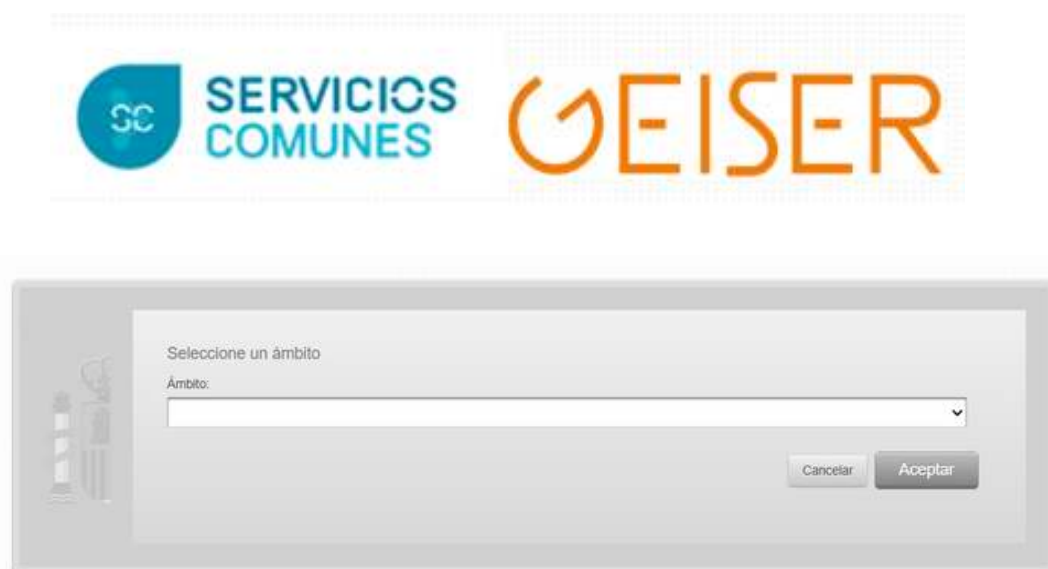 SC
SERVICIOS
COMUNES
GEISER
Seleccione un ámbito
Ámbito:
Cancelar
Aceptar